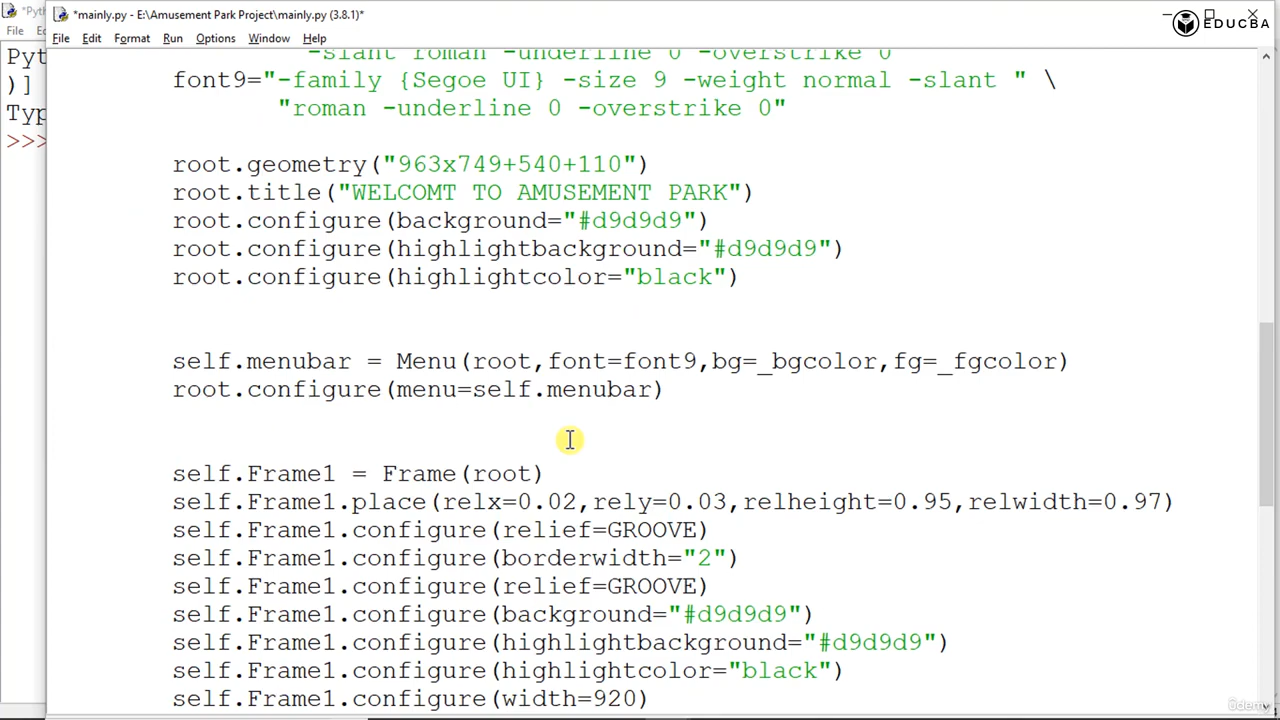 *Pyth
*mainly.py - E:\Amusement Park Project\mainly.py (3.8.1)*
EDUCBA
File
File Edit Format Run Options Window Help
Pyt
)]
Typ
>>>
-slant roman -underline 0 -overstrike 0"
font9="-family {Segoe UI} -size 9 -weight normal -slant " \
"roman -underline 0 -overstrike 0"
root.geometry("963x749+540+110")
root.title("WELCOMT TO AMUSEMENT PARK")
root.configure(background="#d9d9d9")
root.configure(highlightbackground="#d9d9d9")
root.configure(highlightcolor="black")
self.menubar = Menu(root,font=font9,bg=_bgcolor,fg=_fgcolor)
root.configure(menu=self.menubar)
self.Frame1 = Frame(root)
self.Frame1.place(relx=0.02,rely=0.03,relheight=0.95,relwidth=0.97)
self.Frame1.configure(relief=GROOVE)
self.Frame1.configure(borderwidth="2")
self.Frame1.configure(relief=GROOVE)
self.Frame1.configure(background="#d9d9d9")
self.Frame1.configure(highlightbackground="#d9d9d9")
self.Frame1.configure(highlightcolor="black")
self.Frame1.configure(width=920)
ûdemy